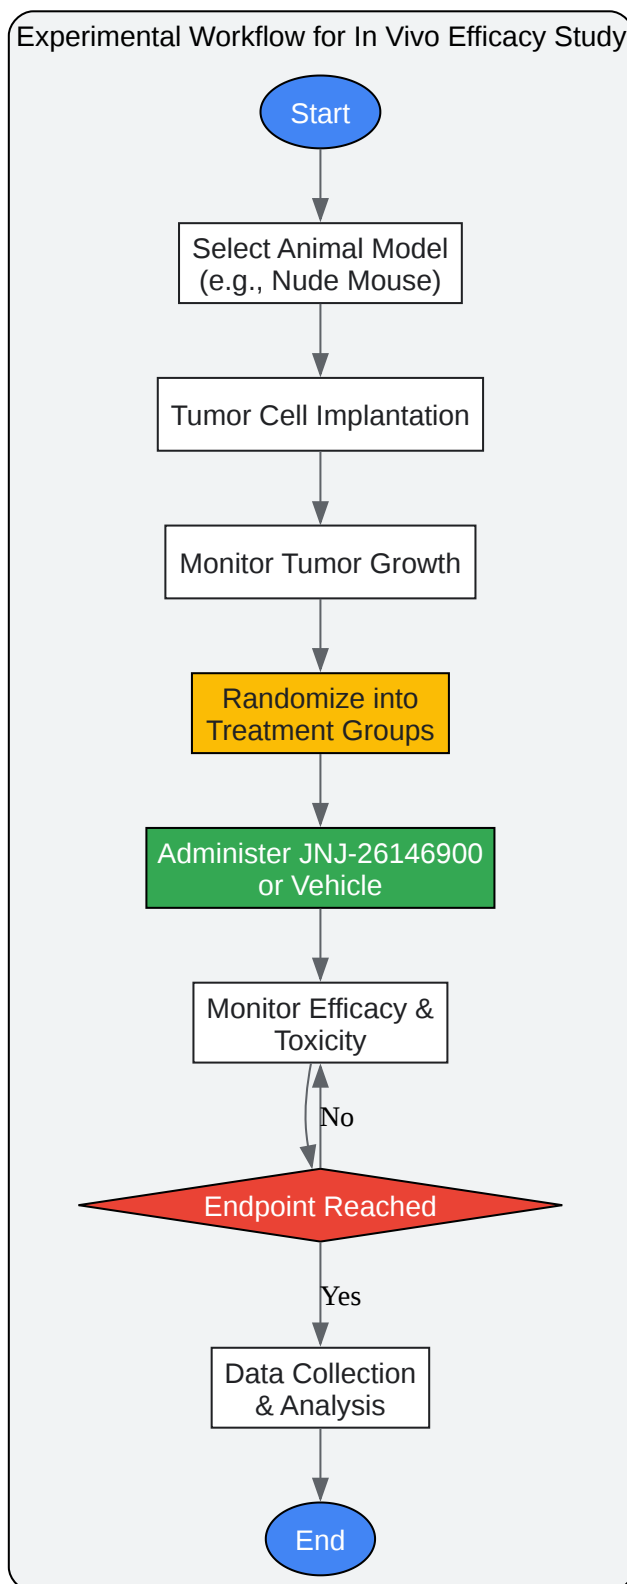 Experimental Workflow for In Vivo Efficacy Study
Start
Select Animal Model
(e.g., Nude Mouse)
Tumor Cell Implantation
Monitor Tumor Growth
Randomize into
Treatment Groups
Administer JNJ-26146900
or Vehicle
Monitor Efficacy &
Toxicity
No
Endpoint Reached
Yes
Data Collection
& Analysis
End